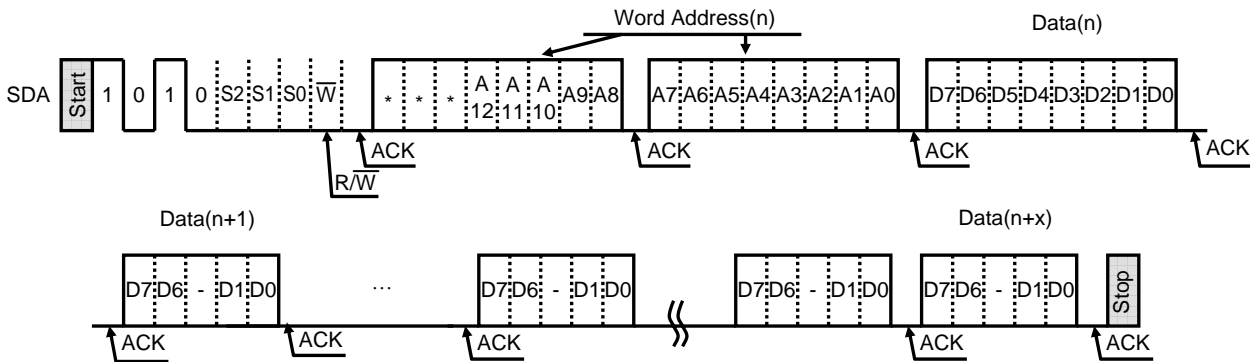 Word Address(n)
Data(n)
SDA Start 1 0 1 0 S2 S1 S0 W̅ * * * A12 A11 A10 A9 A8 A7 A6 A5 A4 A3 A2 A1 A0 D7 D6 D5 D4 D3 D2 D1 D0
ACK ACK ACK ACK
R/W̅
Data(n+1)
Data(n+x)
D7 D6 - D1 D0 ... D7 D6 - D1 D0 D7 D6 - D1 D0 D7 D6 - D1 D0 Stop
ACK ACK ACK ACK ACK